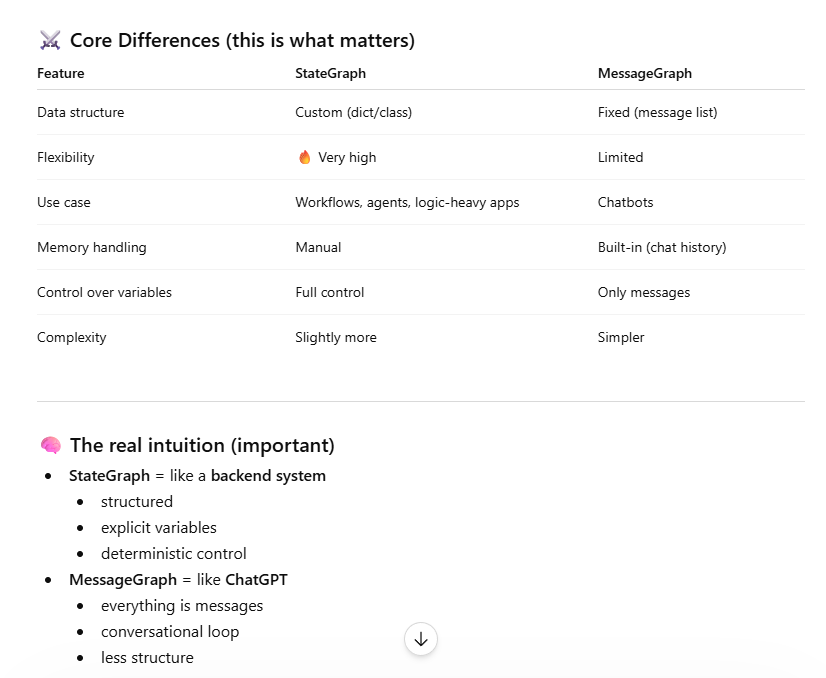 ⚔️ Core Differences (this is what matters)
Feature StateGraph MessageGraph
Data structure Custom (dict/class) Fixed (message list)
Flexibility 🔥 Very high Limited
Use case Workflows, agents, logic-heavy apps Chatbots
Memory handling Manual Built-in (chat history)
Control over variables Full control Only messages
Complexity Slightly more Simpler
🧠 The real intuition (important)
• StateGraph = like a backend system
• structured
• explicit variables
• deterministic control
• MessageGraph = like ChatGPT
• everything is messages
• conversational loop
• less structure